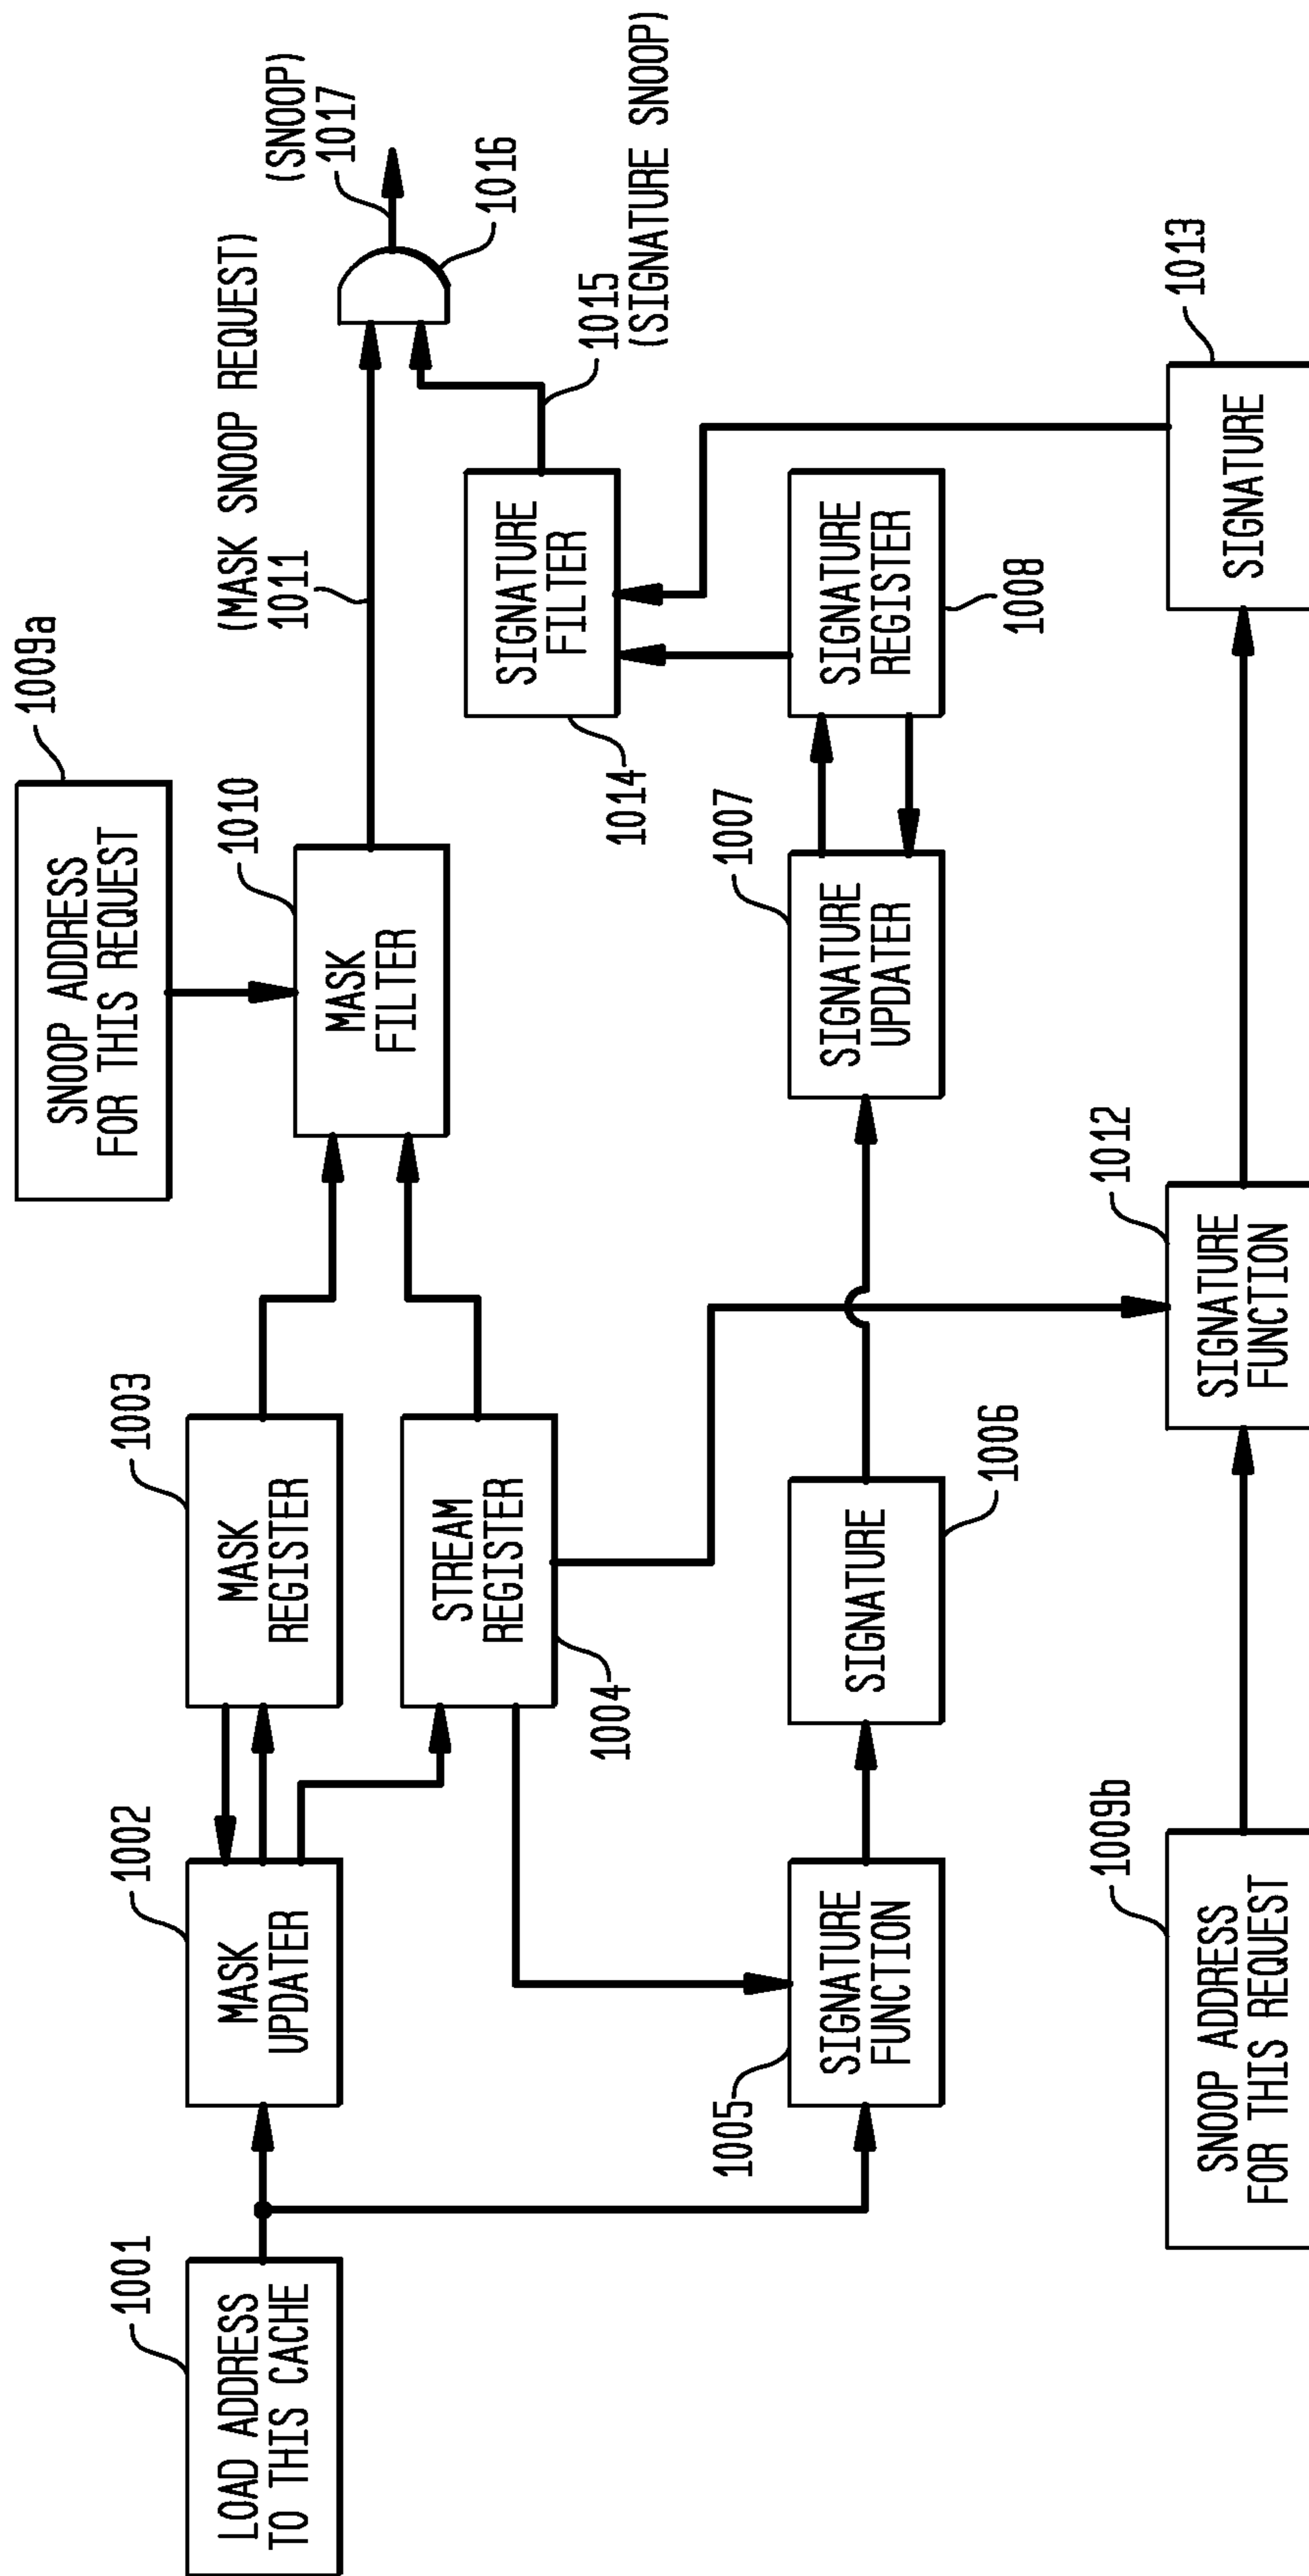 1001
LOAD ADDRESS
TO THIS CACHE
1002
MASK
UPDATER
1003
MASK
REGISTER
STREAM
REGISTER
1004
1009a
SNOOP ADDRESS
FOR THIS REQUEST
1010
MASK
FILTER
(MASK SNOOP REQUEST)
1011
(SNOOP)
1017
1016
SIGNATURE
FILTER
1014
1015
(SIGNATURE SNOOP)
1005
SIGNATURE
FUNCTION
SIGNATURE
1006
1007
SIGNATURE
UPDATER
SIGNATURE
REGISTER
1008
1009b
SNOOP ADDRESS
FOR THIS REQUEST
1012
SIGNATURE
FUNCTION
1013
SIGNATURE